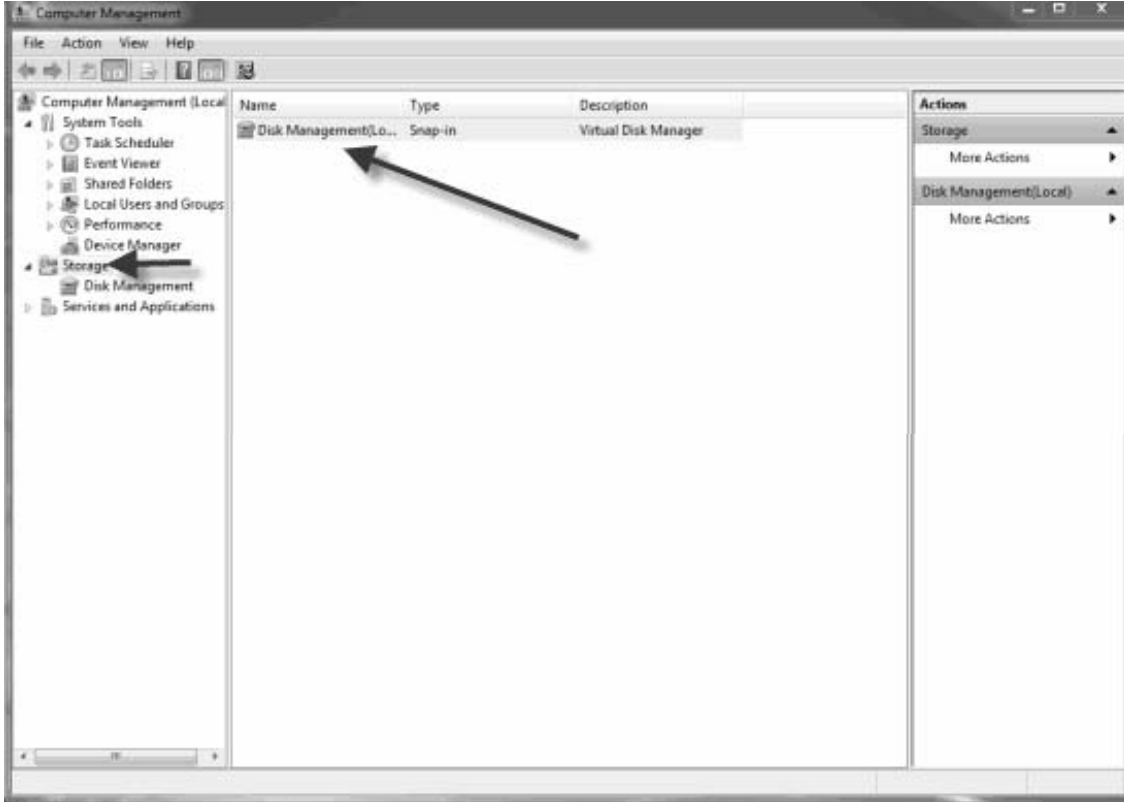 Computer Management
File Action View Help
Computer Management (Local
System Tools
Task Scheduler
Event Viewer
Shared Folders
Local Users and Groups
Performance
Device Manager
Storage
Disk Management
Services and Applications
Name Type Description
Disk Management(Lo... Snap-in Virtual Disk Manager
Actions
Storage
More Actions
Disk Management(Local)
More Actions